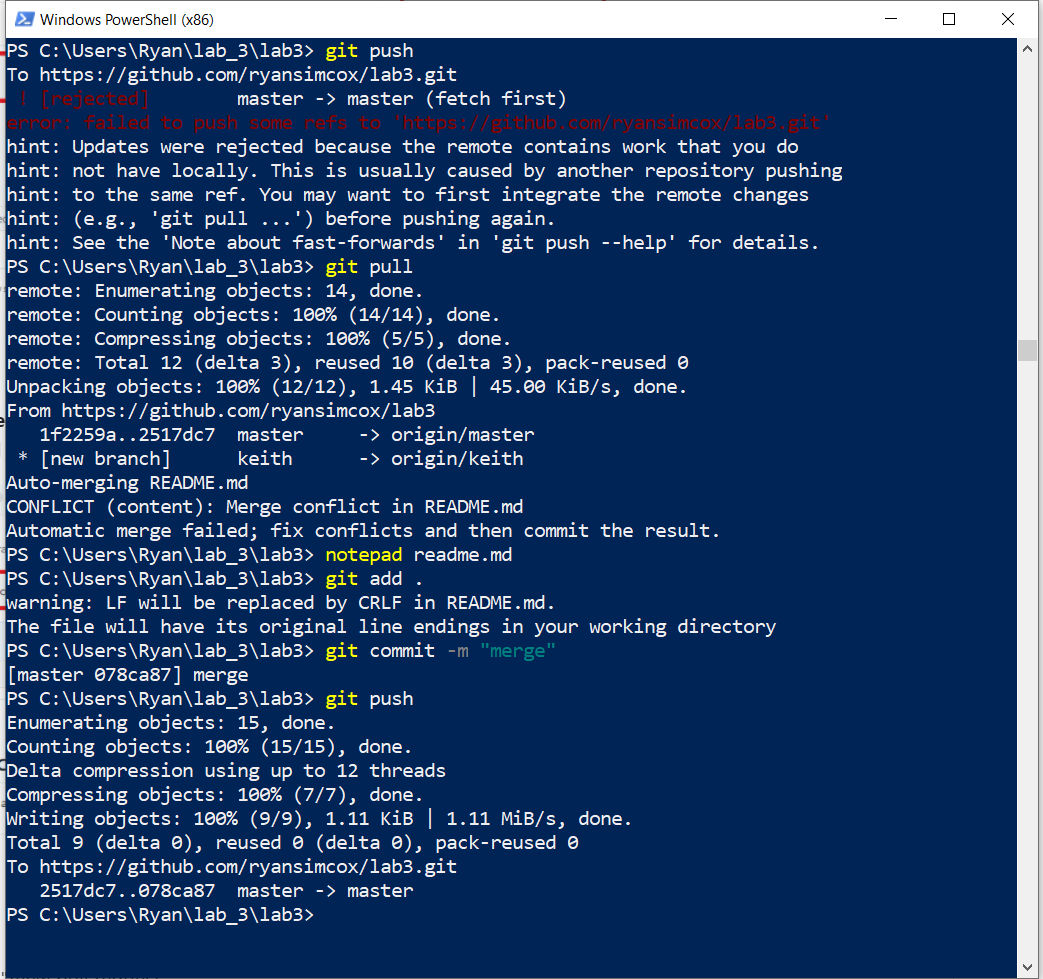 Windows PowerShell (x86)
PS C:\Users\Ryan\lab_3\lab3> git push
To https://github.com/ryansimcox/lab3.git
 ! [rejected]        master -> master (fetch first)
error: failed to push some refs to 'https://github.com/ryansimcox/lab3.git'
hint: Updates were rejected because the remote contains work that you do
hint: not have locally. This is usually caused by another repository pushing
hint: to the same ref. You may want to first integrate the remote changes
hint: (e.g., 'git pull ...') before pushing again.
hint: See the 'Note about fast-forwards' in 'git push --help' for details.
PS C:\Users\Ryan\lab_3\lab3> git pull
remote: Enumerating objects: 14, done.
remote: Counting objects: 100% (14/14), done.
remote: Compressing objects: 100% (5/5), done.
remote: Total 12 (delta 3), reused 10 (delta 3), pack-reused 0
Unpacking objects: 100% (12/12), 1.45 KiB | 45.00 KiB/s, done.
From https://github.com/ryansimcox/lab3
   1f2259a..2517dc7  master     -> origin/master
 * [new branch]      keith      -> origin/keith
Auto-merging README.md
CONFLICT (content): Merge conflict in README.md
Automatic merge failed; fix conflicts and then commit the result.
PS C:\Users\Ryan\lab_3\lab3> notepad readme.md
PS C:\Users\Ryan\lab_3\lab3> git add .
warning: LF will be replaced by CRLF in README.md.
The file will have its original line endings in your working directory
PS C:\Users\Ryan\lab_3\lab3> git commit -m "merge"
[master 078ca87] merge
PS C:\Users\Ryan\lab_3\lab3> git push
Enumerating objects: 15, done.
Counting objects: 100% (15/15), done.
Delta compression using up to 12 threads
Compressing objects: 100% (7/7), done.
Writing objects: 100% (9/9), 1.11 KiB | 1.11 MiB/s, done.
Total 9 (delta 0), reused 0 (delta 0), pack-reused 0
To https://github.com/ryansimcox/lab3.git
   2517dc7..078ca87  master -> master
PS C:\Users\Ryan\lab_3\lab3>